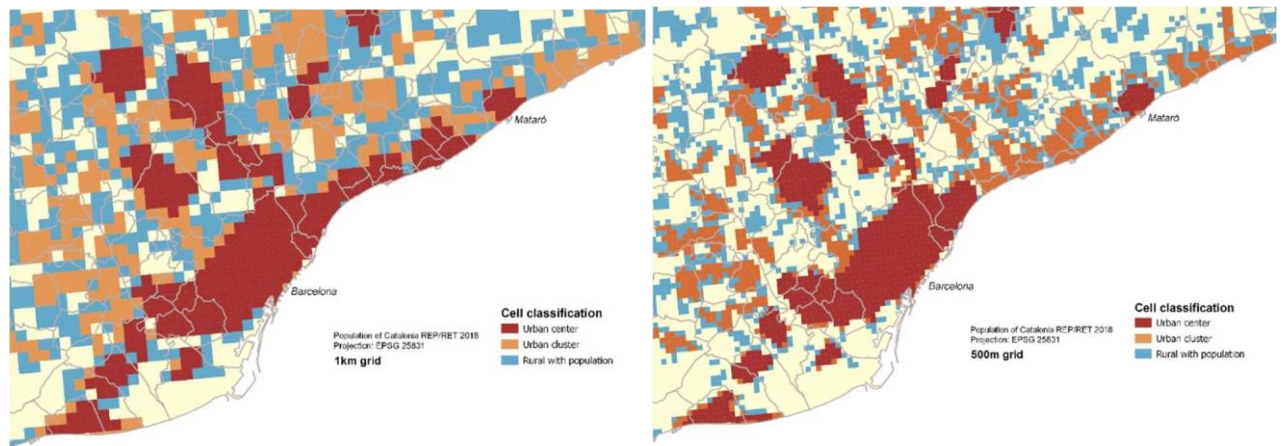 Mataró
Barcelona
Cell classification
Urban center
Urban cluster
Rural with population
Population of Catalonia REP/RET 2018
Projection: EPSG 25831
1km grid
Mataró
Barcelona
Cell classification
Urban center
Urban cluster
Rural with population
Population of Catalonia REP/RET 2018
Projection: EPSG 25831
500m grid